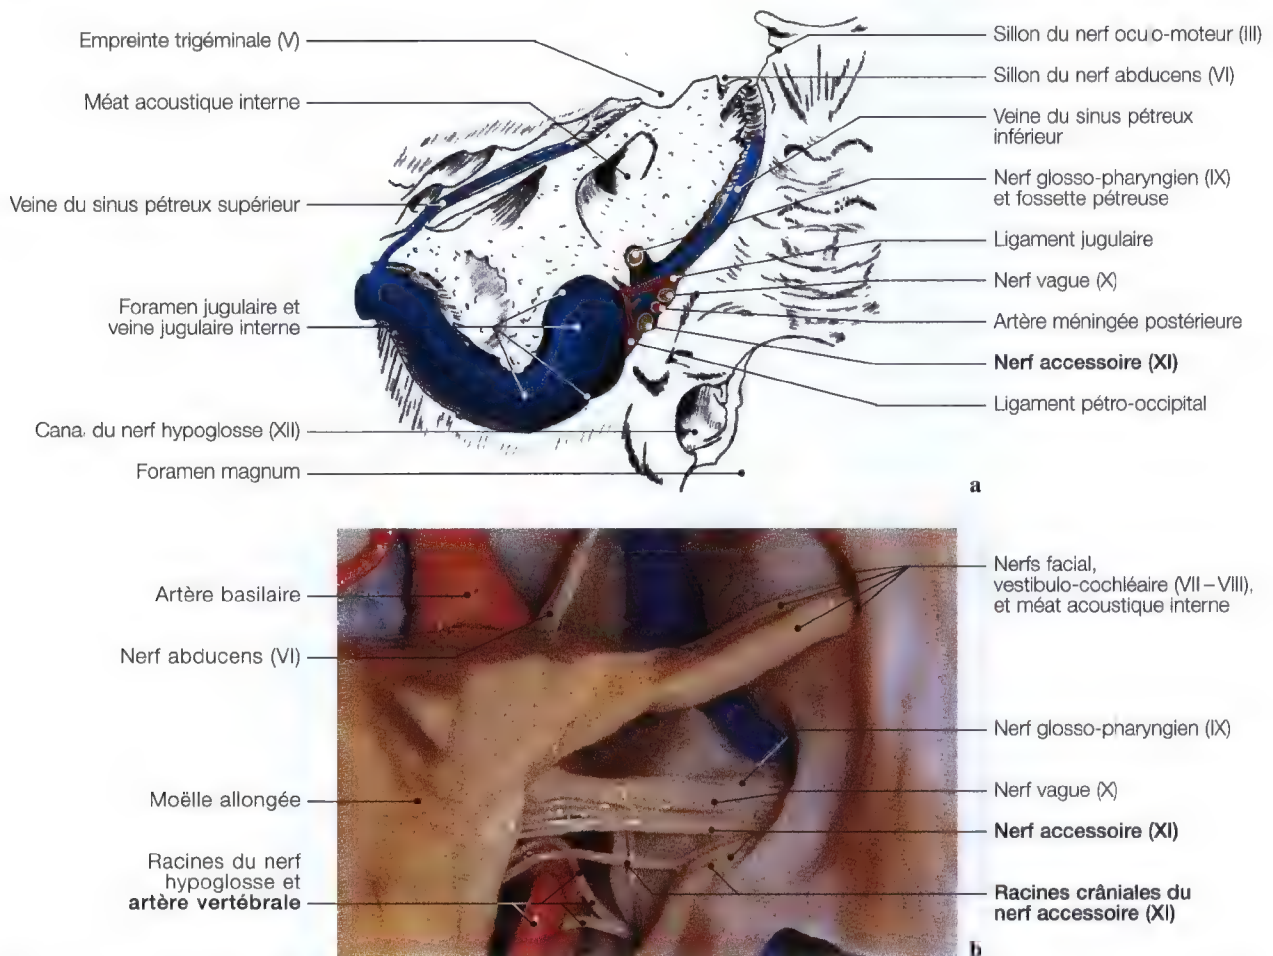 Empreinte trigéminale (V)
Méat acoustique interne
Veine du sinus pétreux supérieur
Foramen jugulaire et
veine jugulaire interne
Cana. du nerf hypoglosse (XII)
Foramen magnum
Sillon du nerf ocu o-moteur (III)
Sillon du nerf abducens (VI)
Veine du sinus pétreux
inférieur
Nerf glosso-pharyngien (IX)
et fossette pétreuse
Ligament jugulaire
Nerf vague (X)
Artère méningée postérieure
Nerf accessoire (XI)
Ligament pétro-occipital
a
Artère basilaire
Nerf abducens (VI)
Moëlle allongée
Racines du nerf
hypoglosse et
artère vertébrale
Nerfs facial,
vestibulo-cochléaire (VII–VIII),
et méat acoustique interne
Nerf glosso-pharyngien (IX)
Nerf vague (X)
Nerf accessoire (XI)
Racines crâniales du
nerf accessoire (XI)
b